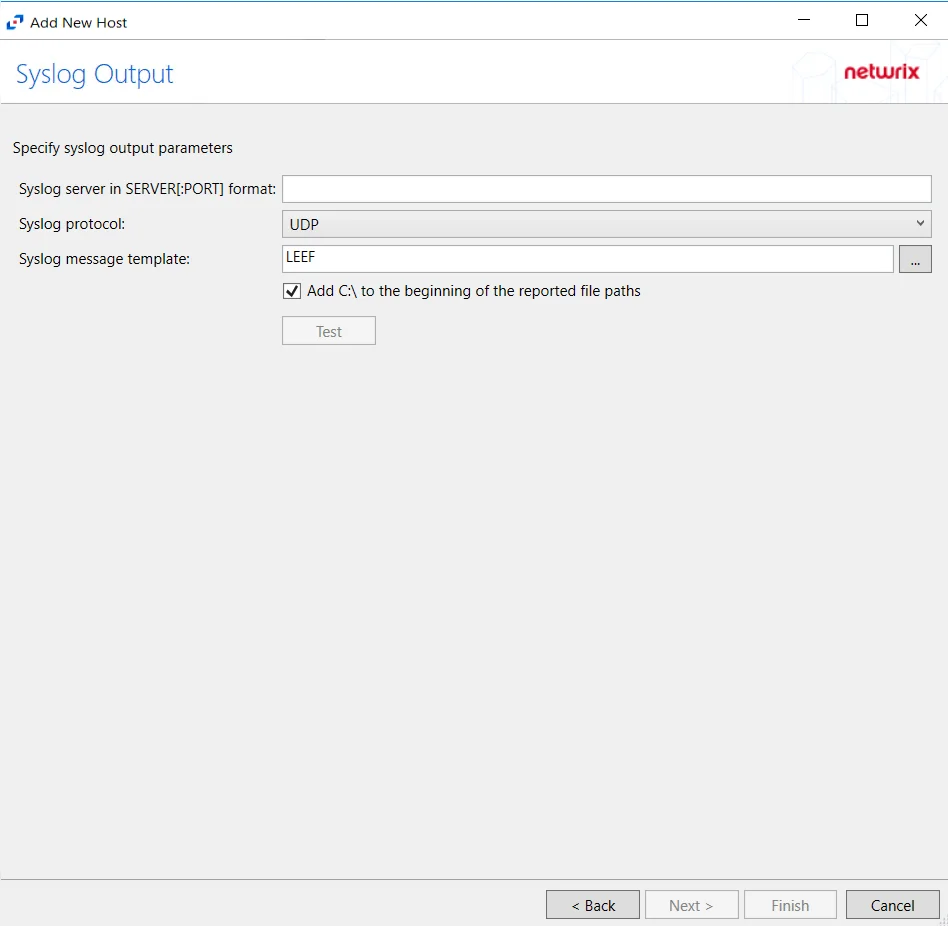 Add New Host
Syslog Output
netwrix
Specify syslog output parameters
Syslog server in SERVER[:PORT] format:
Syslog protocol:
UDP
Syslog message template:
LEEF
...
Add C:\ to the beginning of the reported file paths
Test
< Back
Next >
Finish
Cancel